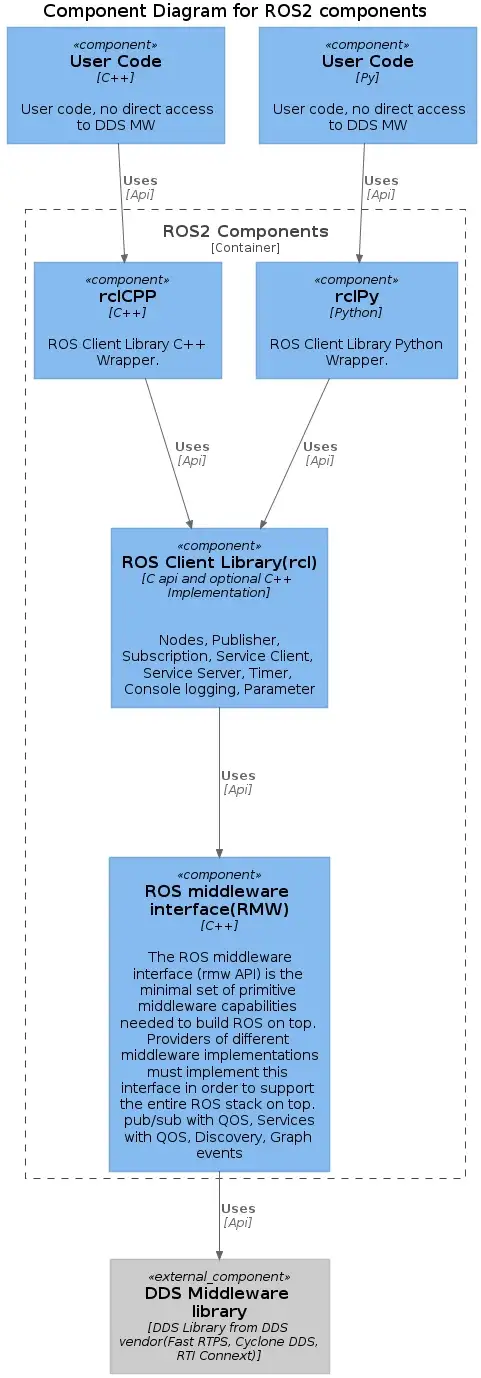 Component Diagram for ROS2 components
«component»
User Code
[C++]
User code, no direct access
to DDS MW
«component»
User Code
[Py]
User code, no direct access
to DDS MW
Uses
[Api]
Uses
[Api]
ROS2 Components
[Container]
«component»
rclCPP
[C++]
ROS Client Library C++
Wrapper.
«component»
rclPy
[Python]
ROS Client Library Python
Wrapper.
Uses
[Api]
Uses
[Api]
«component»
ROS Client Library(rcl)
[C api and optional C++
Implementation]
Nodes, Publisher,
Subscription, Service Client,
Service Server, Timer,
Console logging, Parameter
Uses
[Api]
«component»
ROS middleware
interface(RMW)
[C++]
The ROS middleware
interface (rmw API) is the
minimal set of primitive
middleware capabilities
needed to build ROS on top.
Providers of different
middleware implementations
must implement this
interface in order to support
the entire ROS stack on top.
pub/sub with QOS, Services
with QOS, Discovery, Graph
events
Uses
[Api]
«external_component»
DDS Middleware
library
[DDS Library from DDS
vendor(Fast RTPS, Cyclone DDS,
RTI Connext)]